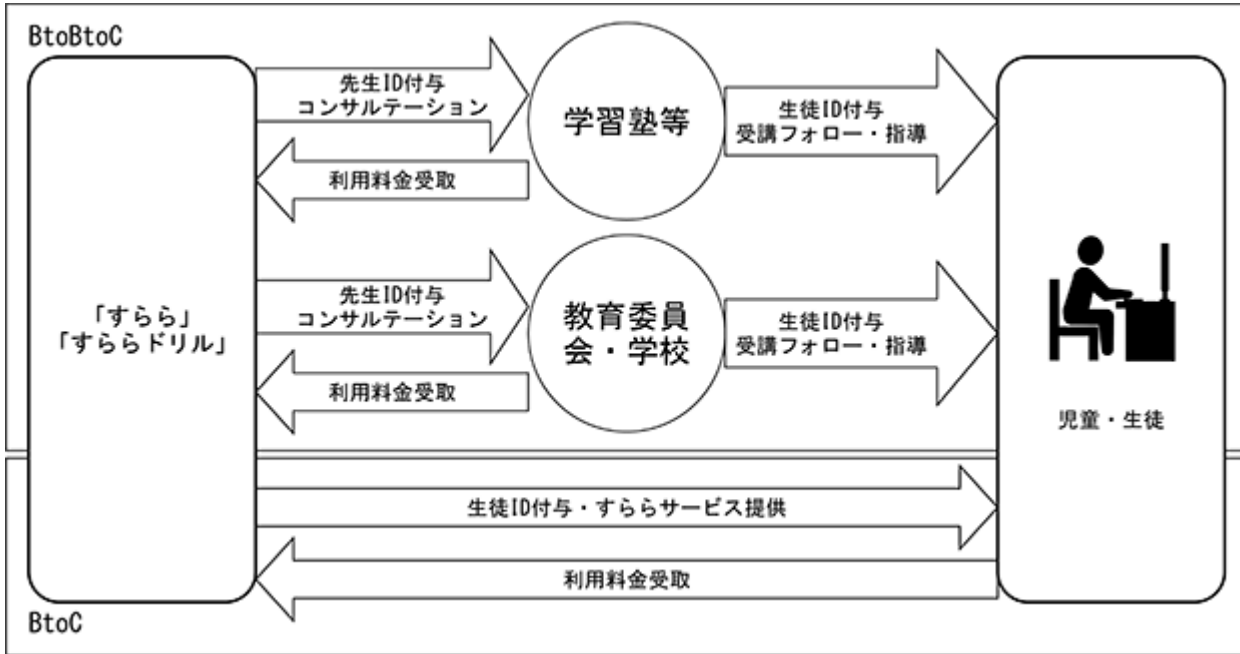 BtoBtoC
先生ID付与
コンサルテーション
学習塾等
生徒ID付与
受講フォロー・指導
利用料金受取
「すらら」
「すららドリル」
先生ID付与
コンサルテーション
教育委員
会・学校
生徒ID付与
受講フォロー・指導
利用料金受取
児童・生徒
生徒ID付与・すららサービス提供
利用料金受取
BtoC